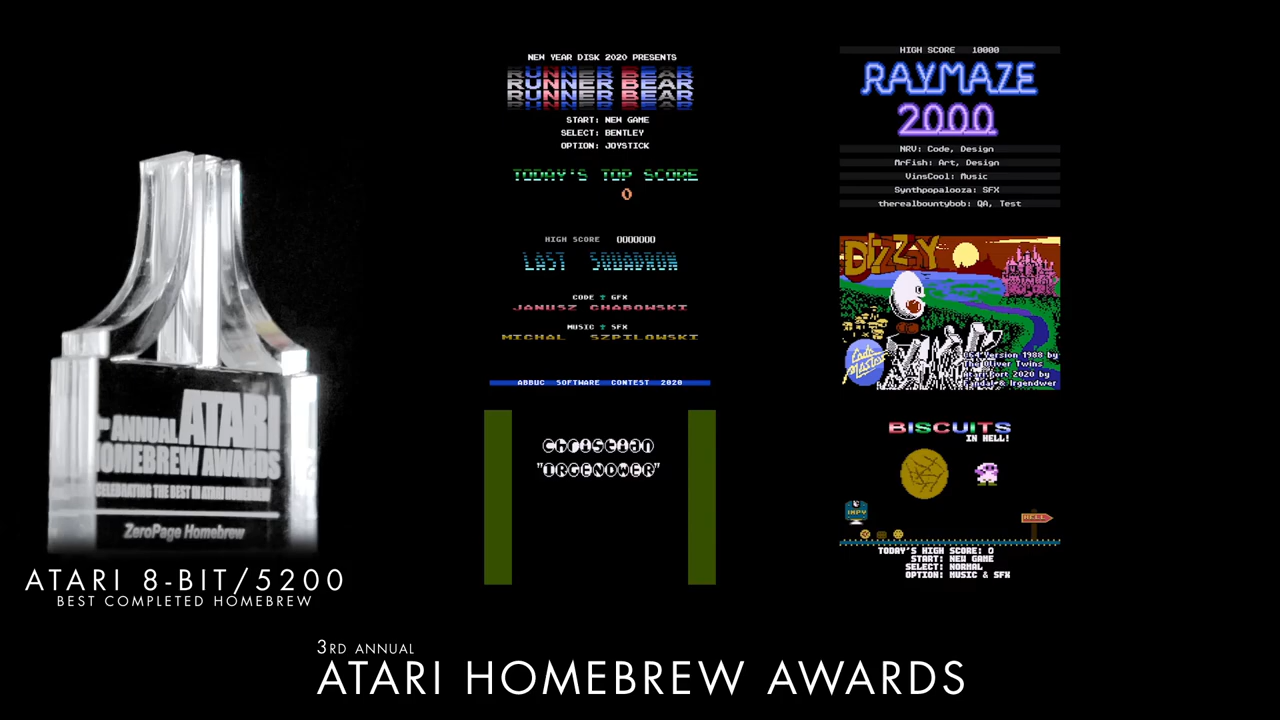 NEW YEAR DISK 2020 PRESENTS
RUNNER BEAR
START: NEW GAME
SELECT: BENTLEY
OPTION: JOYSTICK
TODAY'S TOP SCORE
0
HIGH SCORE 0000000
LAST SQUADRON
CODE GFX
JANUSZ CHABOWSKI
MUSIC SFX
MICHAL SZPILOWSKI
ABBUC SOFTWARE CONTEST 2020
Christian
"IRGENDWER"
HIGH SCORE 10000
RAYMAZE
2000
NRV: Code, Design
MrFish: Art, Design
VinsCool: Music
Synthpopalooza: SFX
therealbountybob: QA, Test
DIZZY
Code
Masters
C64 Version 1988 by
The Oliver Twins
Atari Port 2020 by
Fandal & Irgendwer
BISCUITS
IN HELL!
IMPY
HELL
TODAY'S HIGH SCORE: 0
START: NEW GAME
SELECT: NORMAL
OPTION: MUSIC & SFX
ANNUAL ATARI
HOMEBREW AWARDS
CELEBRATING THE BEST IN ATARI HOMEBREW
ZeroPage Homebrew
ATARI 8-BIT/5200
BEST COMPLETED HOMEBREW
3RD ANNUAL
ATARI HOMEBREW AWARDS